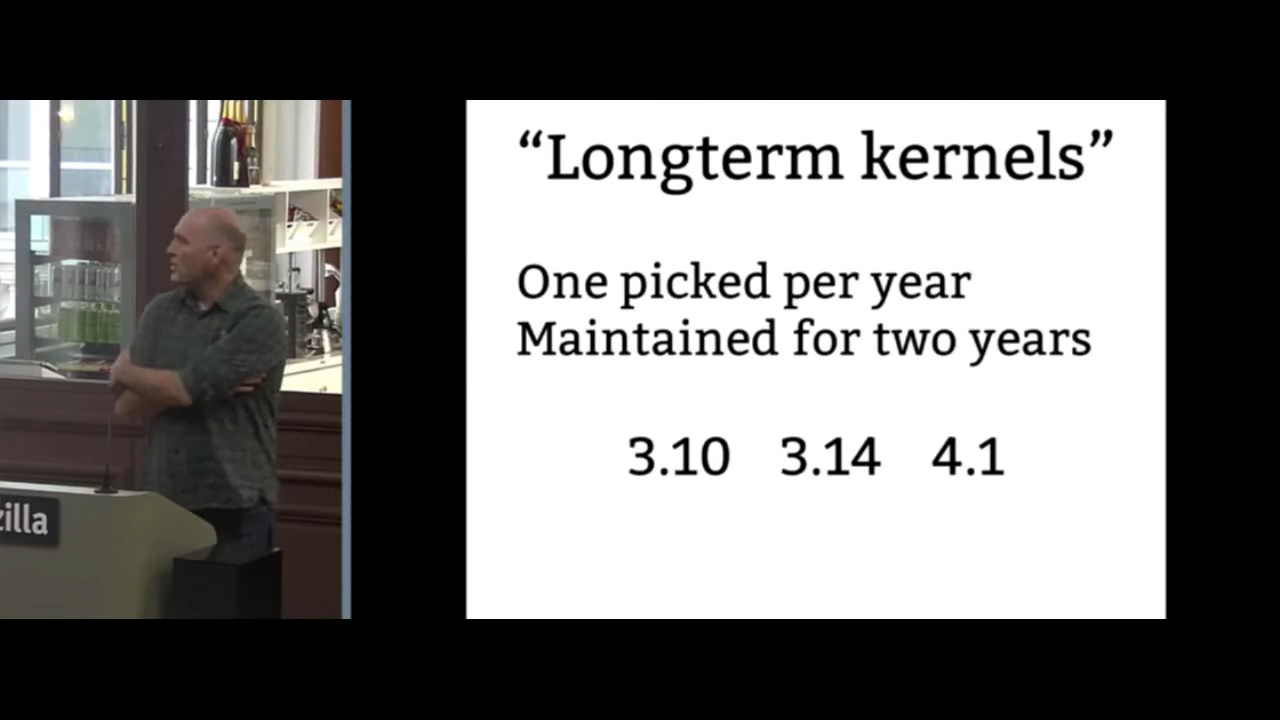 zilla
“Longterm kernels”
One picked per year
Maintained for two years
3.10 3.14 4.1